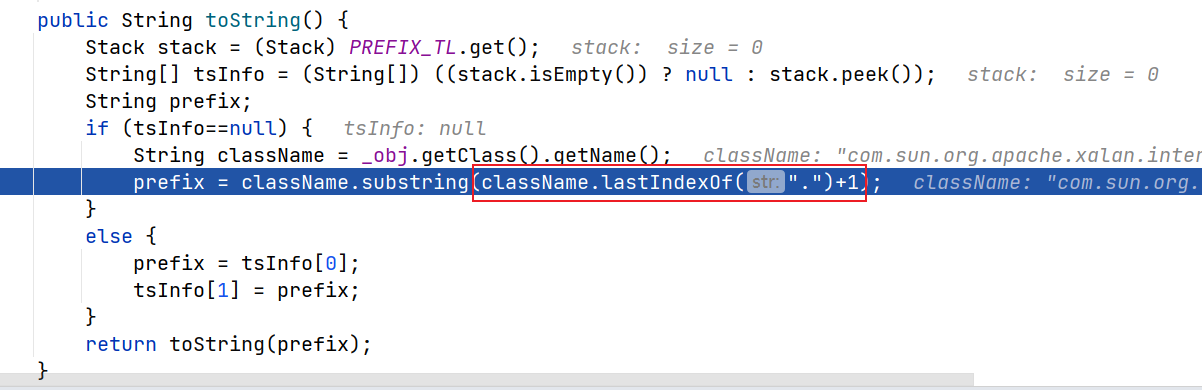 public String toString() {
Stack stack = (Stack) PREFIX_TL.get(); stack: size = 0
String[] tsInfo = (String[]) ((stack.isEmpty()) ? null : stack.peek()); stack: size = 0
String prefix;
if (tsInfo==null) { tsInfo: null
String className = _obj.getClass().getName(); className: "com.sun.org.apache.xalan.inter
prefix = className.substring(className.lastIndexOf( str: ".")+1); className: "com.sun.org.
}
else {
prefix = tsInfo[0];
tsInfo[1] = prefix;
}
return toString(prefix);
}